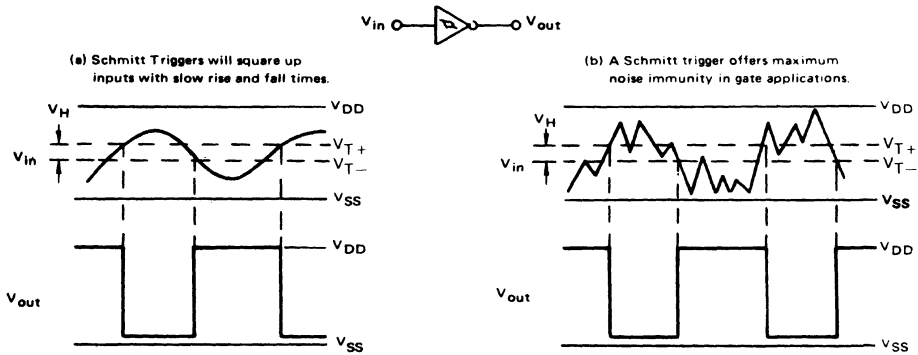 Vin Vout
(a) Schmitt Triggers will square up
inputs with slow rise and fall times.
VDD
VH
VT+
Vin
VT−
VSS
VDD
Vout
VSS
(b) A Schmitt trigger offers maximum
noise immunity in gate applications.
VDD
VH
VT+
Vin
VT−
VSS
VDD
Vout
VSS